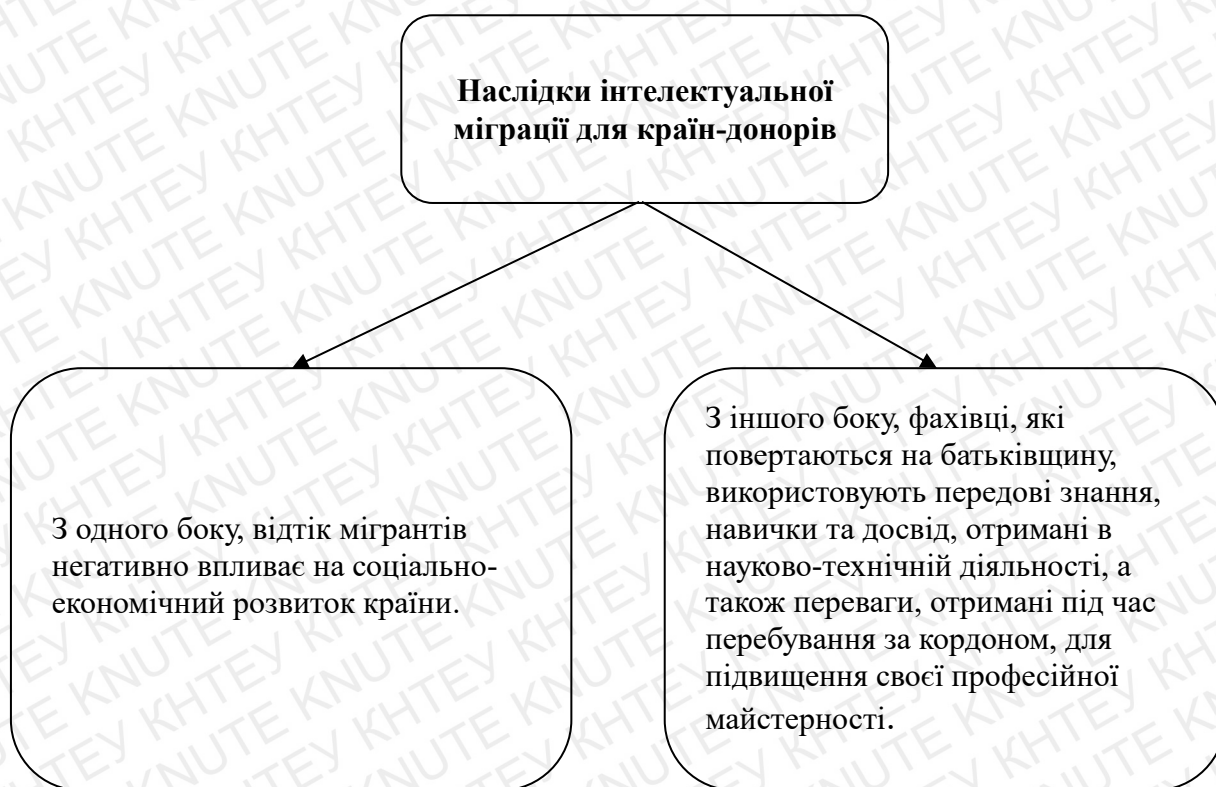 Наслідки інтелектуальної
міграції для країн-донорів
З одного боку, відтік мігрантів
негативно впливає на соціально-
економічний розвиток країни.
З іншого боку, фахівці, які
повертаються на батьківщину,
використовують передові знання,
навички та досвід, отримані в
науково-технічній діяльності, а
також переваги, отримані під час
перебування за кордоном, для
підвищення своєї професійної
майстерності.